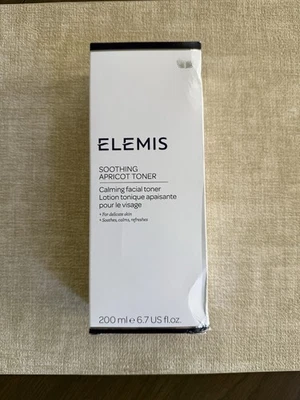 ELEMIS
SOOTHING
APRICOT TONER
Calming facial toner
Lotion tonique apaisante
pour le visage
• For delicate skin
• Soothes, calms, refreshes
200 ml e 6.7 US fl.oz.